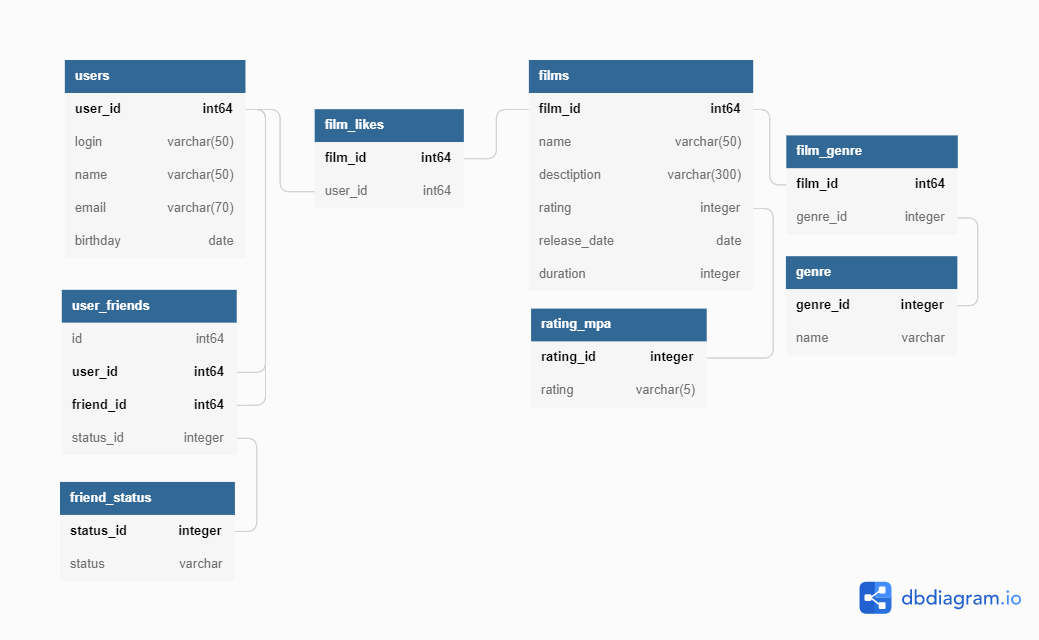 users
user_id int64
login varchar(50)
name varchar(50)
email varchar(70)
birthday date
film_likes
film_id int64
user_id int64
films
film_id int64
name varchar(50)
desctiption varchar(300)
rating integer
release_date date
duration integer
film_genre
film_id int64
genre_id integer
genre
genre_id integer
name varchar
user_friends
id int64
user_id int64
friend_id int64
status_id integer
rating_mpa
rating_id integer
rating varchar(5)
friend_status
status_id integer
status varchar
dbdiagram.io